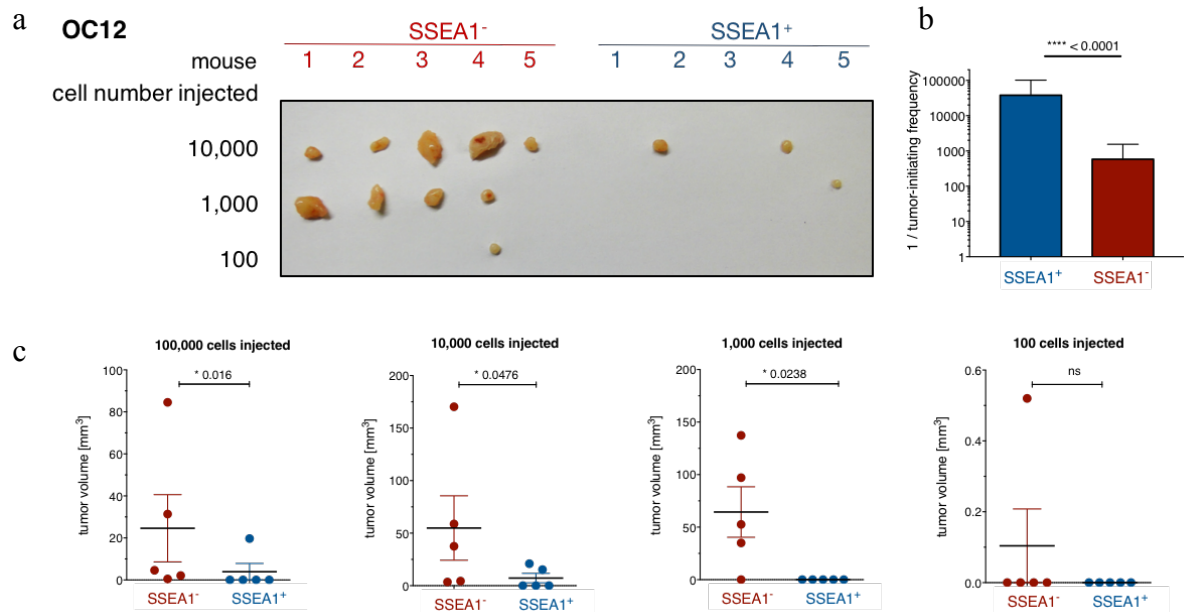 a
OC12
SSEA1⁻
SSEA1⁺
mouse
1 2 3 4 5
1 2 3 4 5
cell number injected
10,000
1,000
100
b
**** < 0.0001
1 / tumor-initiating frequency
100000
10000
1000
100
10
1
SSEA1⁺
SSEA1⁻
c
100,000 cells injected
* 0.016
tumor volume [mm³]
100
80
60
40
20
0
SSEA1⁻
SSEA1⁺
10,000 cells injected
* 0.0476
tumor volume [mm³]
200
150
100
50
0
SSEA1⁻
SSEA1⁺
1,000 cells injected
* 0.0238
tumor volume [mm³]
200
150
100
50
0
SSEA1⁻
SSEA1⁺
100 cells injected
ns
tumor volume [mm³]
0.6
0.4
0.2
0.0
SSEA1⁻
SSEA1⁺